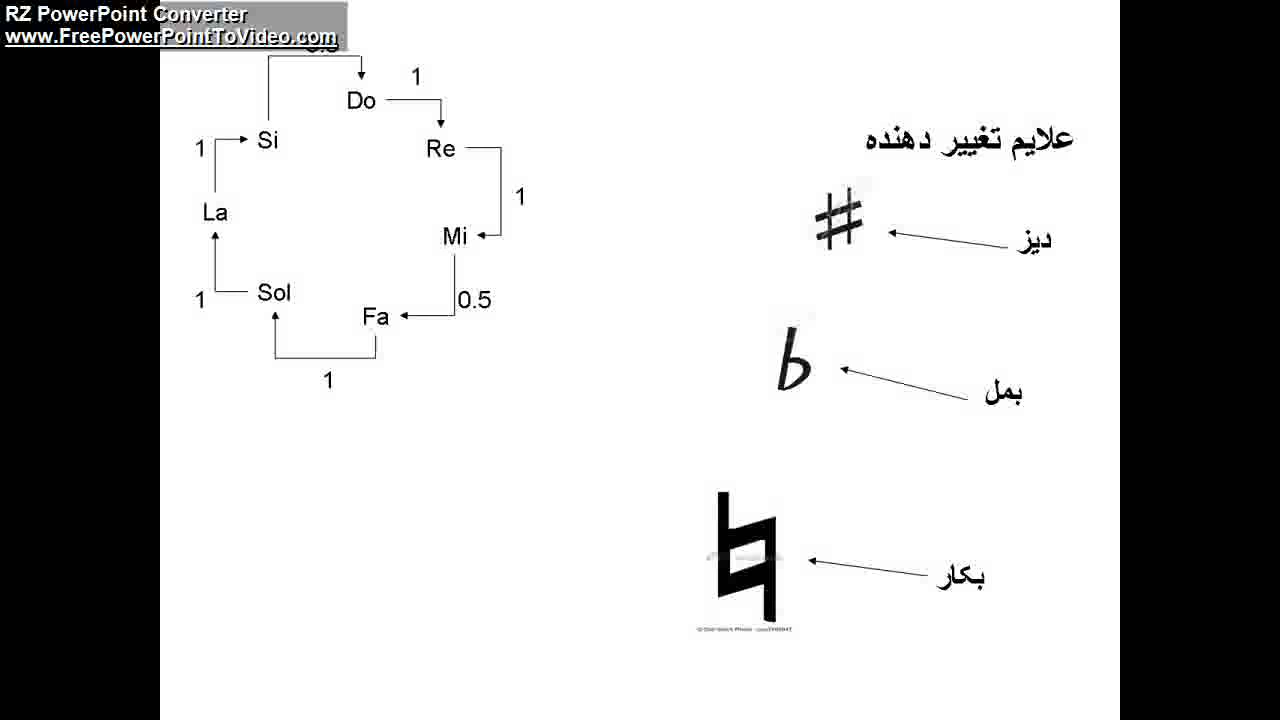 RZ PowerPoint Converter
www.FreePowerPointToVideo.com
Do
1
Re
1
Mi
0.5
Fa
1
Sol
1
La
1
Si
علایم تغییر دهنده
دیز
بمل
بکار